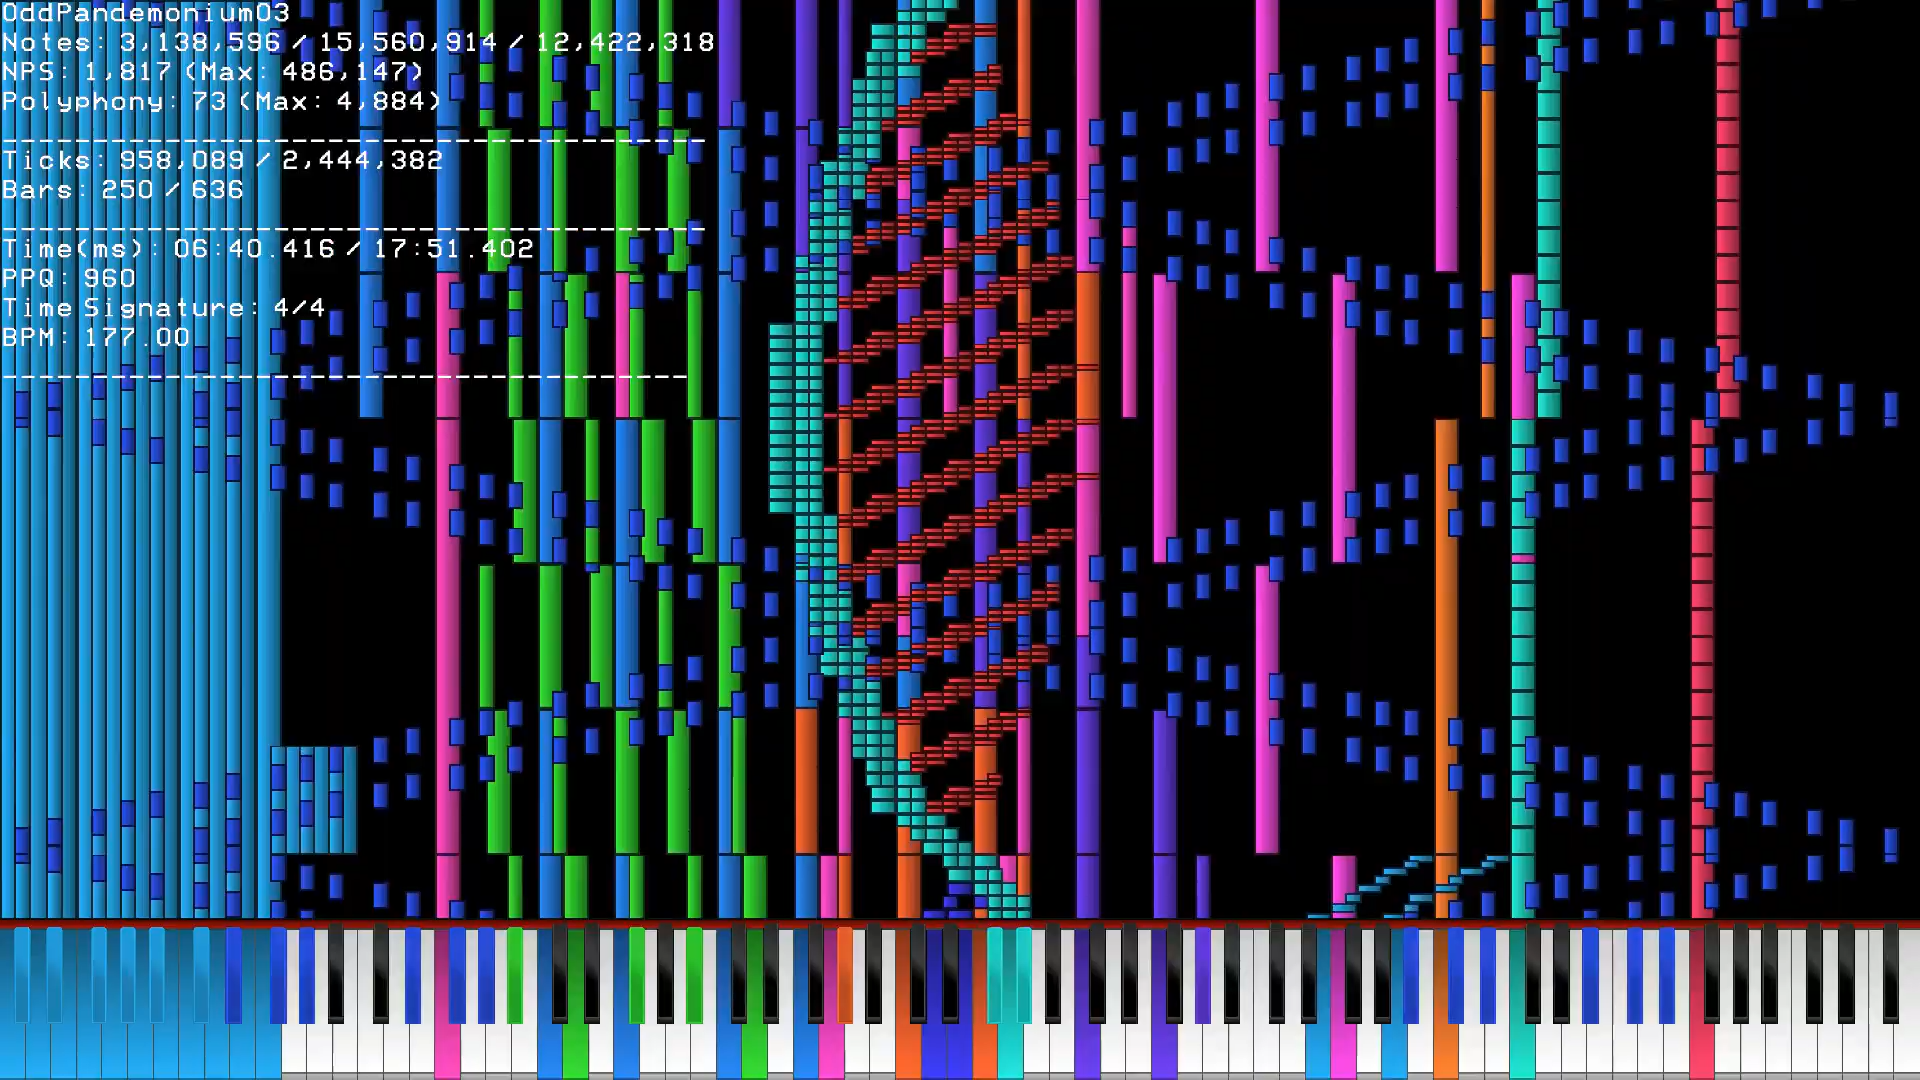 OddPandemonium03
Notes: 3,138,596 / 15,560,914 / 12,422,318
NPS: 1,817 (Max: 486,147)
Polyphony: 73 (Max: 4,884)
Ticks: 958,089 / 2,444,382
Bars: 250 / 636
Time(ms): 06:40.416 / 17:51.402
PPQ: 960
Time Signature: 4/4
BPM: 177.00